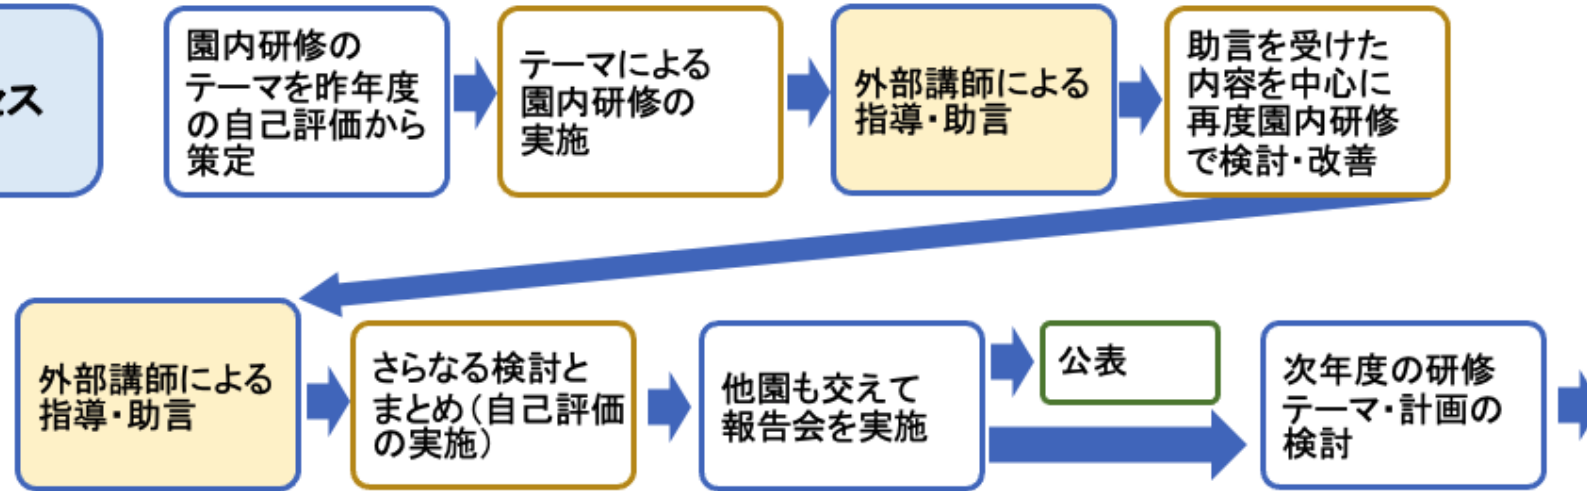 セス
園内研修の
テーマを昨年度
の自己評価から
策定
テーマによる
園内研修の
実施
外部講師による
指導・助言
助言を受けた
内容を中心に
再度園内研修
で検討・改善
外部講師による
指導・助言
さらなる検討と
まとめ（自己評価
の実施）
他園も交えて
報告会を実施
公表
次年度の研修
テーマ・計画の
検討